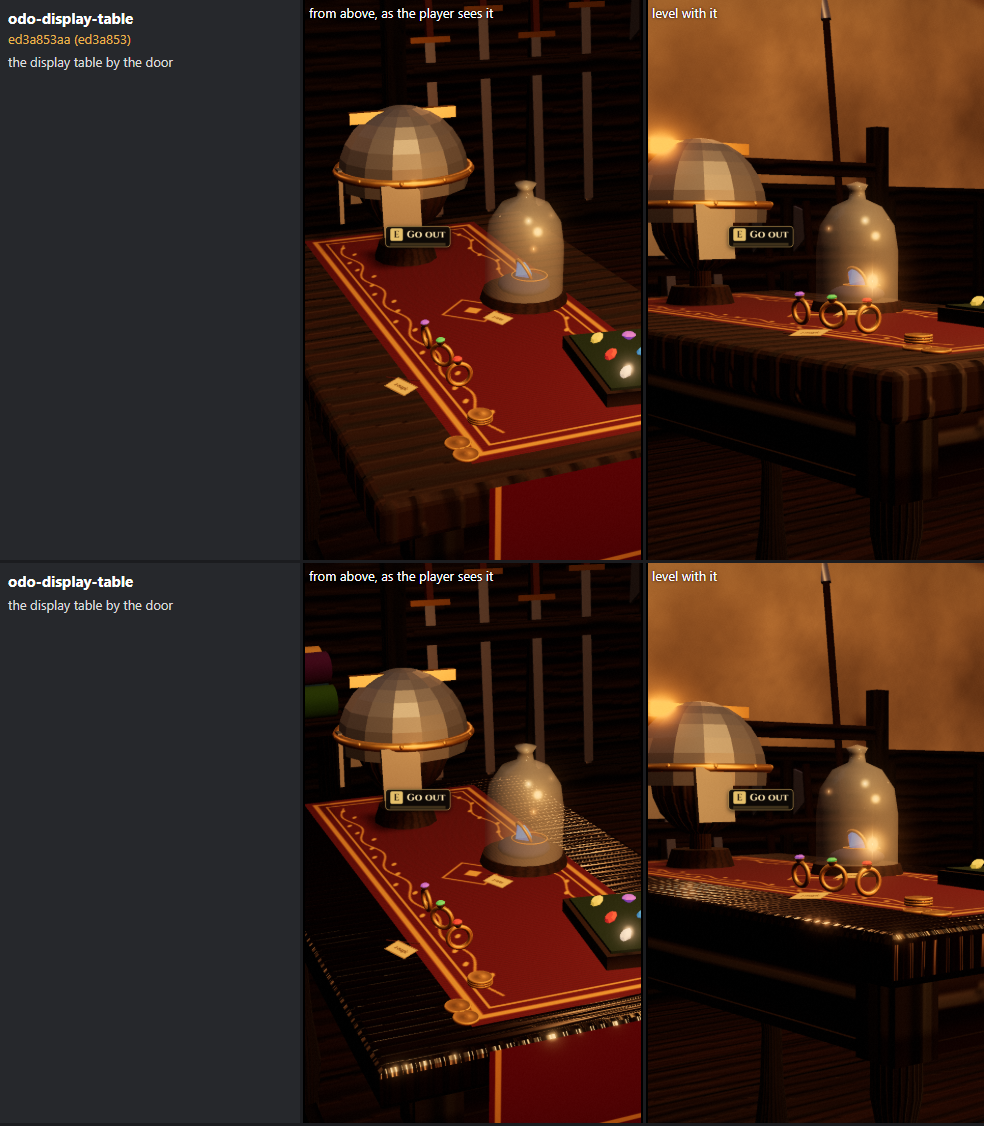 odo-display-table
ed3a853aa (ed3a853)
the display table by the door
from above, as the player sees it
E GO OUT
level with it
E GO OUT
odo-display-table
the display table by the door
from above, as the player sees it
E GO OUT
level with it
E GO OUT